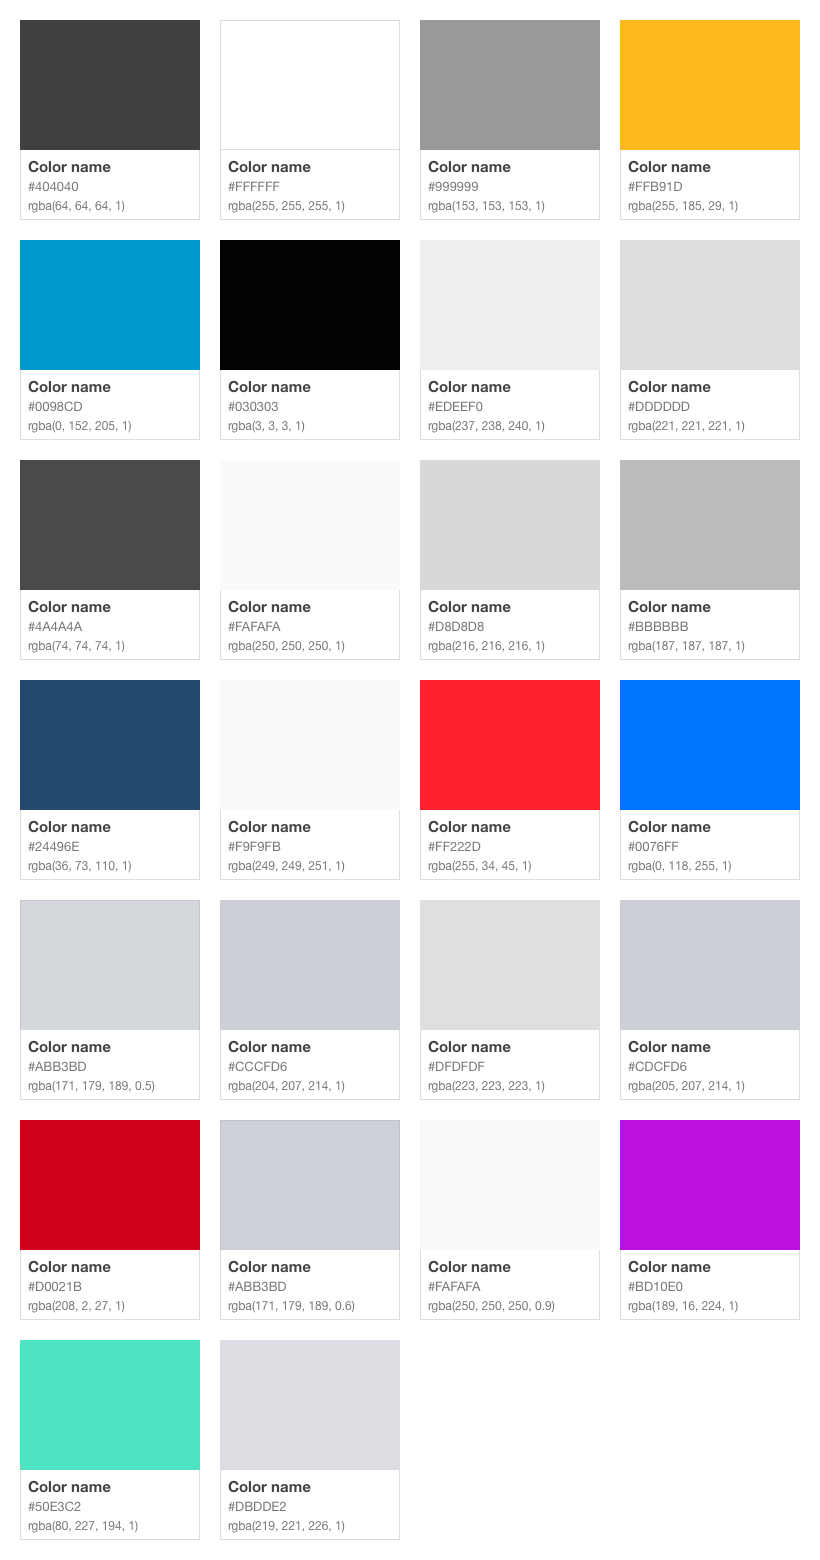 Color name
#404040
rgba(64, 64, 64, 1)
Color name
#FFFFFF
rgba(255, 255, 255, 1)
Color name
#999999
rgba(153, 153, 153, 1)
Color name
#FFB91D
rgba(255, 185, 29, 1)
Color name
#0098CD
rgba(0, 152, 205, 1)
Color name
#030303
rgba(3, 3, 3, 1)
Color name
#EDEEF0
rgba(237, 238, 240, 1)
Color name
#DDDDDD
rgba(221, 221, 221, 1)
Color name
#4A4A4A
rgba(74, 74, 74, 1)
Color name
#FAFAFA
rgba(250, 250, 250, 1)
Color name
#D8D8D8
rgba(216, 216, 216, 1)
Color name
#BBBBBB
rgba(187, 187, 187, 1)
Color name
#24496E
rgba(36, 73, 110, 1)
Color name
#F9F9FB
rgba(249, 249, 251, 1)
Color name
#FF222D
rgba(255, 34, 45, 1)
Color name
#0076FF
rgba(0, 118, 255, 1)
Color name
#ABB3BD
rgba(171, 179, 189, 0.5)
Color name
#CCCFD6
rgba(204, 207, 214, 1)
Color name
#DFDFDF
rgba(223, 223, 223, 1)
Color name
#CDCFD6
rgba(205, 207, 214, 1)
Color name
#D0021B
rgba(208, 2, 27, 1)
Color name
#ABB3BD
rgba(171, 179, 189, 0.6)
Color name
#FAFAFA
rgba(250, 250, 250, 0.9)
Color name
#BD10E0
rgba(189, 16, 224, 1)
Color name
#50E3C2
rgba(80, 227, 194, 1)
Color name
#DBDDE2
rgba(219, 221, 226, 1)